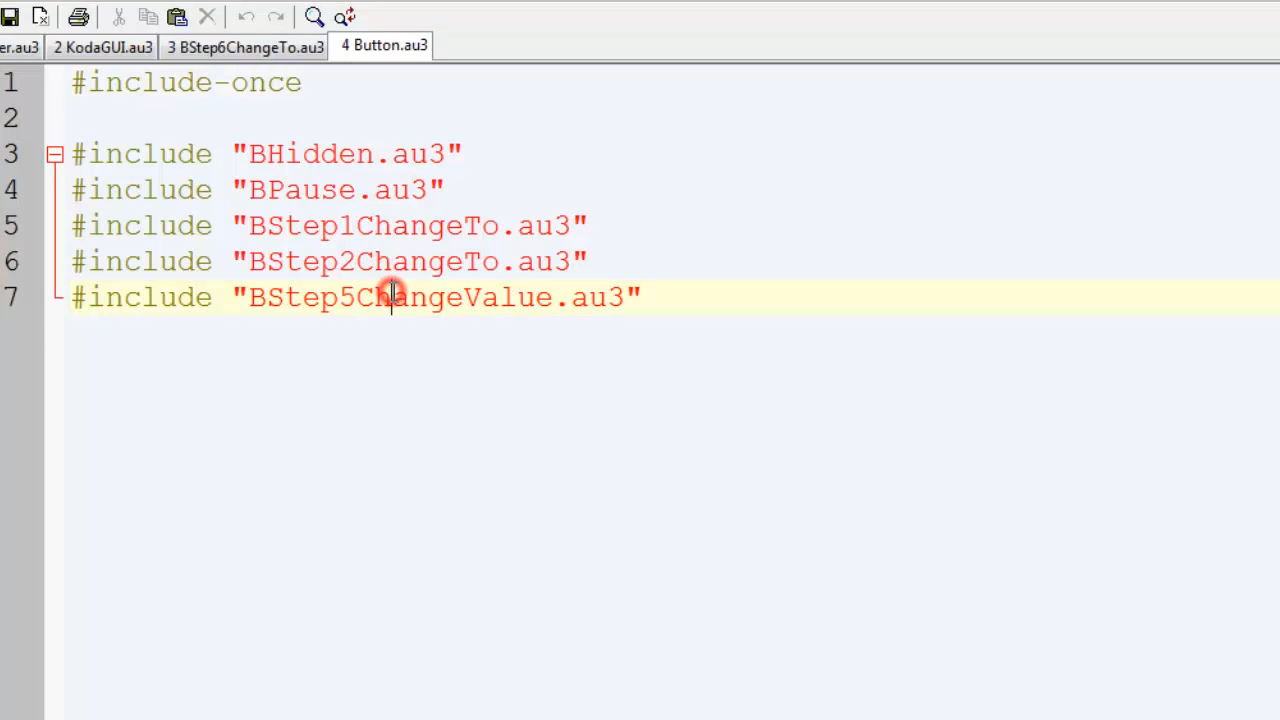 er.au3 2 KodaGUI.au3 3 BStep6ChangeTo.au3 4 Button.au3
1 #include-once
2
3 #include "BHidden.au3"
4 #include "BPause.au3"
5 #include "BStep1ChangeTo.au3"
6 #include "BStep2ChangeTo.au3"
7 #include "BStep5ChangeValue.au3"